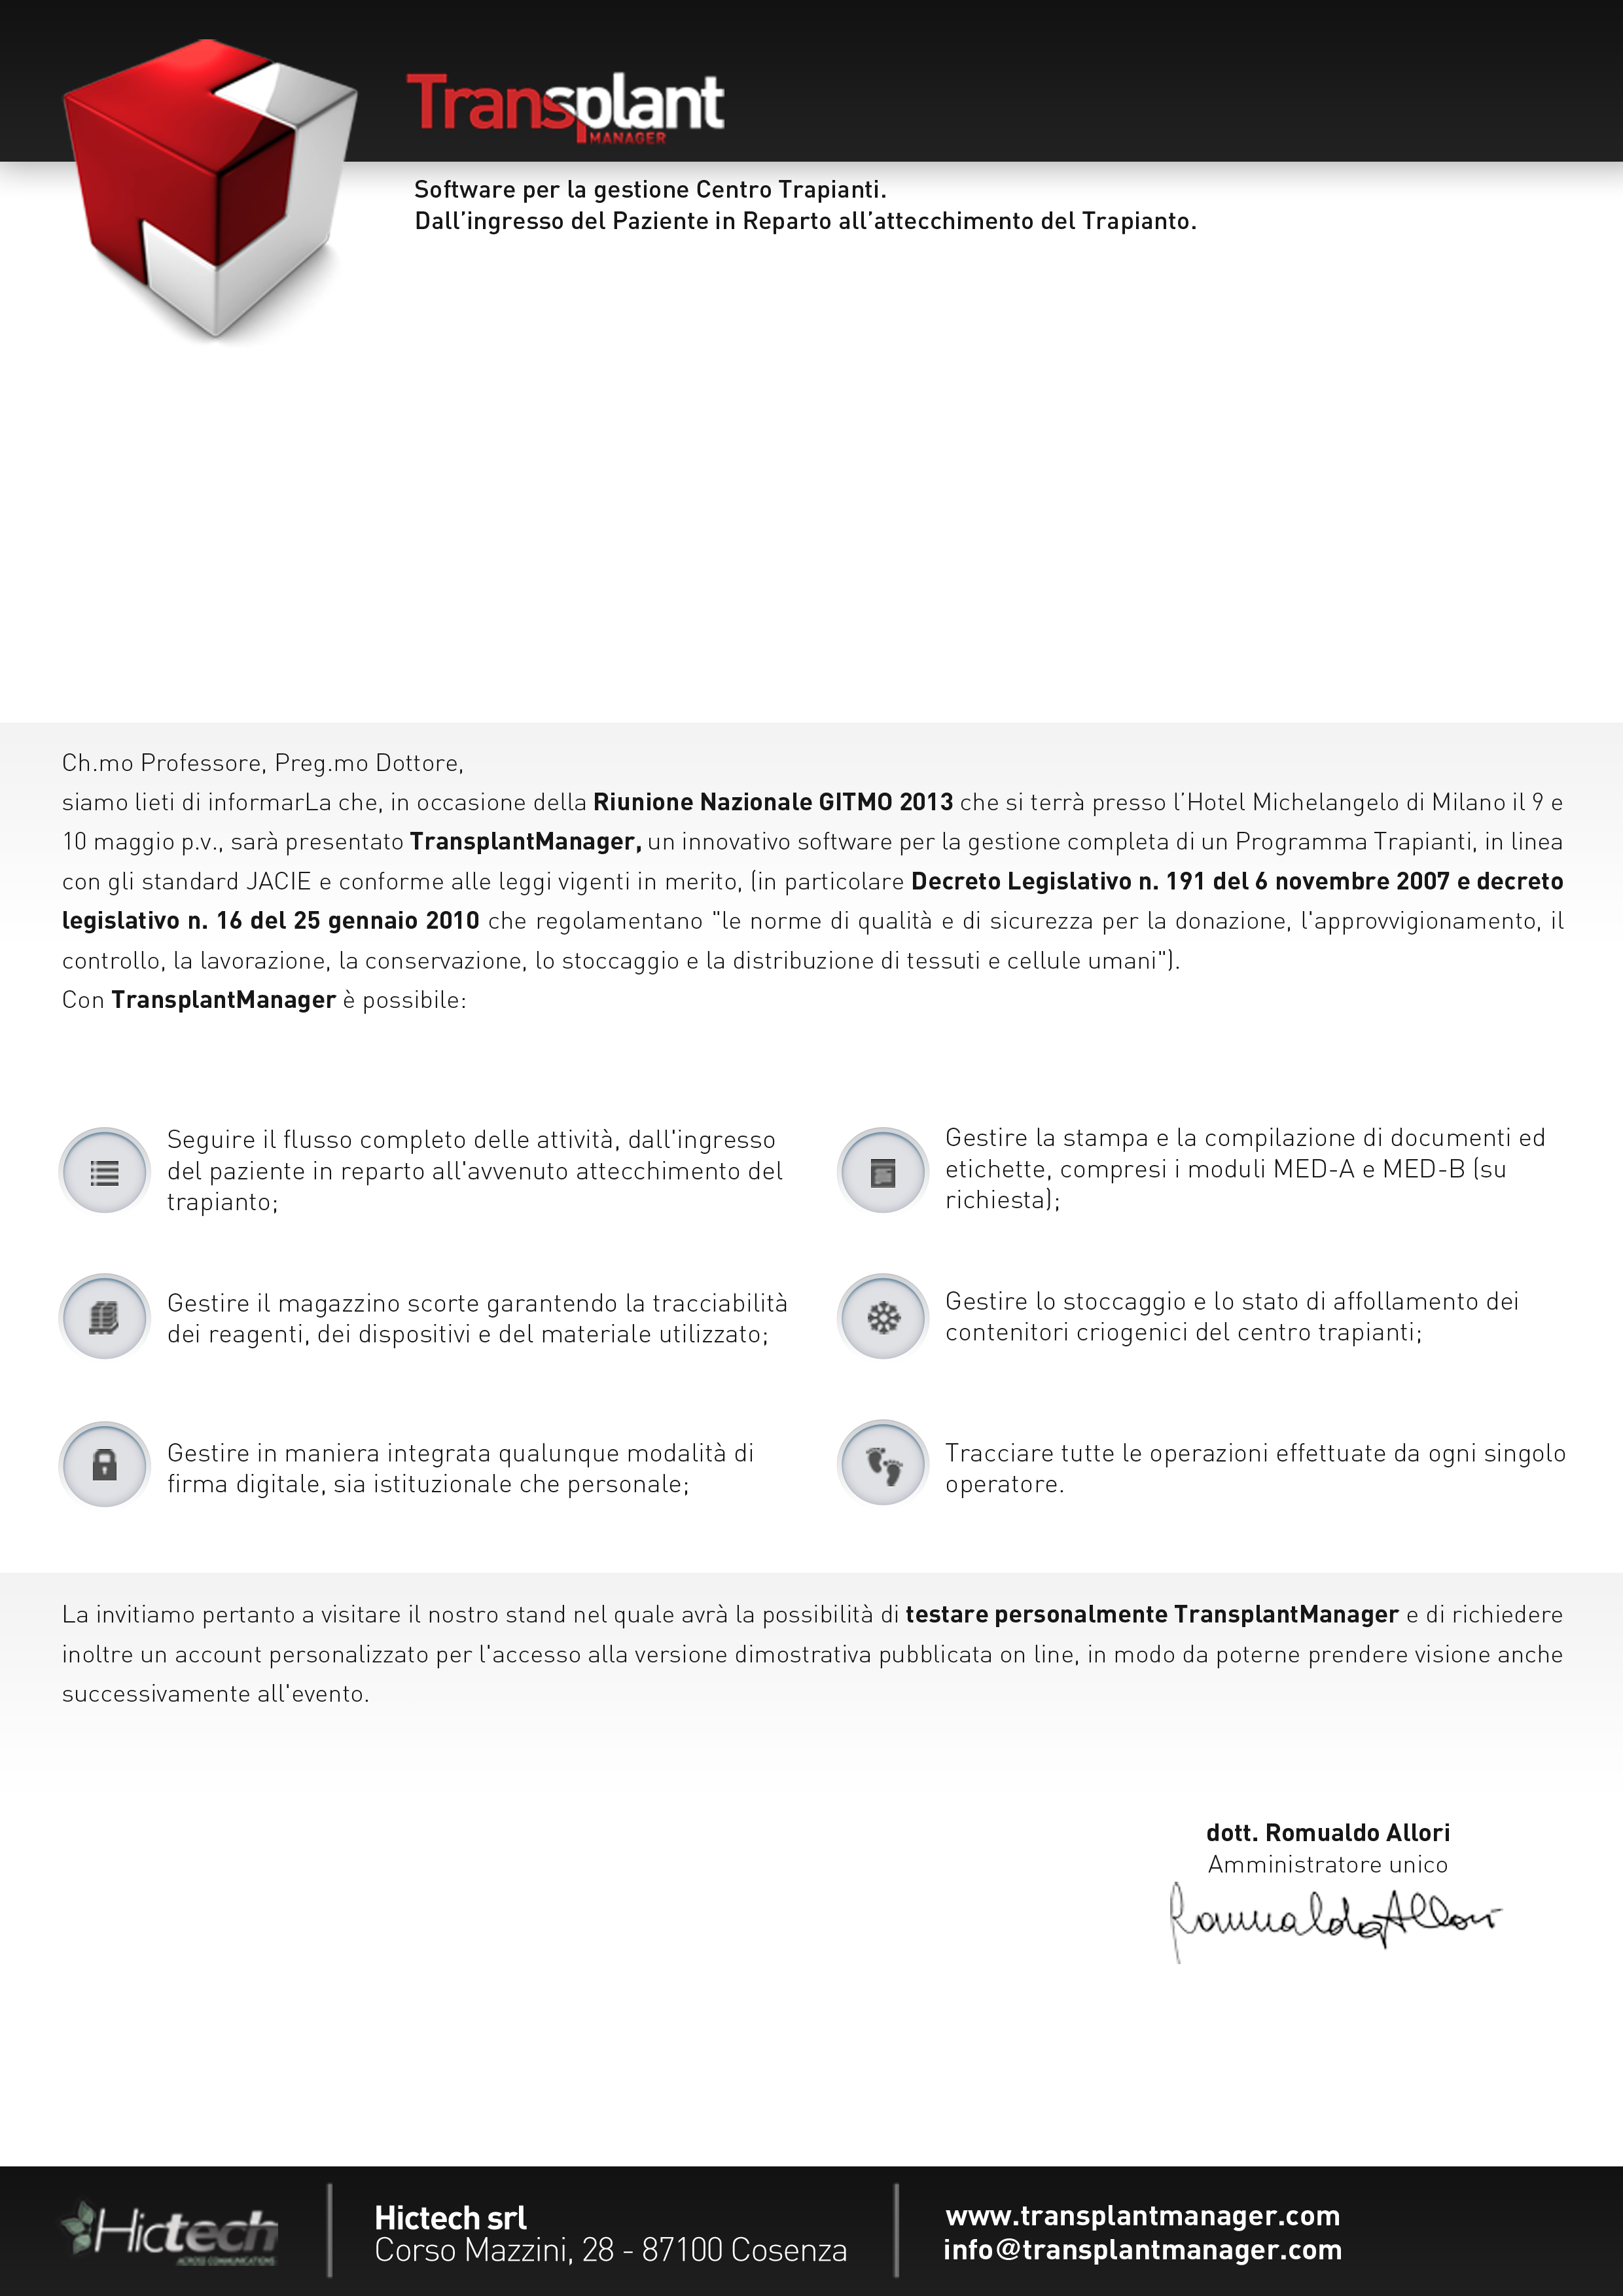 Transplant
MANAGER
Software per la gestione Centro Trapianti.
Dall’ingresso del Paziente in Reparto all’attecchimento del Trapianto.
Ch.mo Professore, Preg.mo Dottore,
siamo lieti di informarLa che, in occasione della Riunione Nazionale GITMO 2013 che si terrà presso l’Hotel Michelangelo di Milano il 9 e
10 maggio p.v., sarà presentato TransplantManager, un innovativo software per la gestione completa di un Programma Trapianti, in linea
con gli standard JACIE e conforme alle leggi vigenti in merito, (in particolare Decreto Legislativo n. 191 del 6 novembre 2007 e decreto
legislativo n. 16 del 25 gennaio 2010 che regolamentano "le norme di qualità e di sicurezza per la donazione, l'approvvigionamento, il
controllo, la lavorazione, la conservazione, lo stoccaggio e la distribuzione di tessuti e cellule umani").
Con TransplantManager è possibile:
Seguire il flusso completo delle attività, dall'ingresso
del paziente in reparto all'avvenuto attecchimento del
trapianto;
Gestire la stampa e la compilazione di documenti ed
etichette, compresi i moduli MED-A e MED-B (su
richiesta);
Gestire il magazzino scorte garantendo la tracciabilità
dei reagenti, dei dispositivi e del materiale utilizzato;
Gestire lo stoccaggio e lo stato di affollamento dei
contenitori criogenici del centro trapianti;
Gestire in maniera integrata qualunque modalità di
firma digitale, sia istituzionale che personale;
Tracciare tutte le operazioni effettuate da ogni singolo
operatore.
La invitiamo pertanto a visitare il nostro stand nel quale avrà la possibilità di testare personalmente TransplantManager e di richiedere
inoltre un account personalizzato per l'accesso alla versione dimostrativa pubblicata on line, in modo da poterne prendere visione anche
successivamente all'evento.
dott. Romualdo Allori
Amministratore unico
Romualdo Allori
Hictech
ACROSS COMMUNICATIONS
Hictech srl
Corso Mazzini, 28 - 87100 Cosenza
www.transplantmanager.com
info@transplantmanager.com